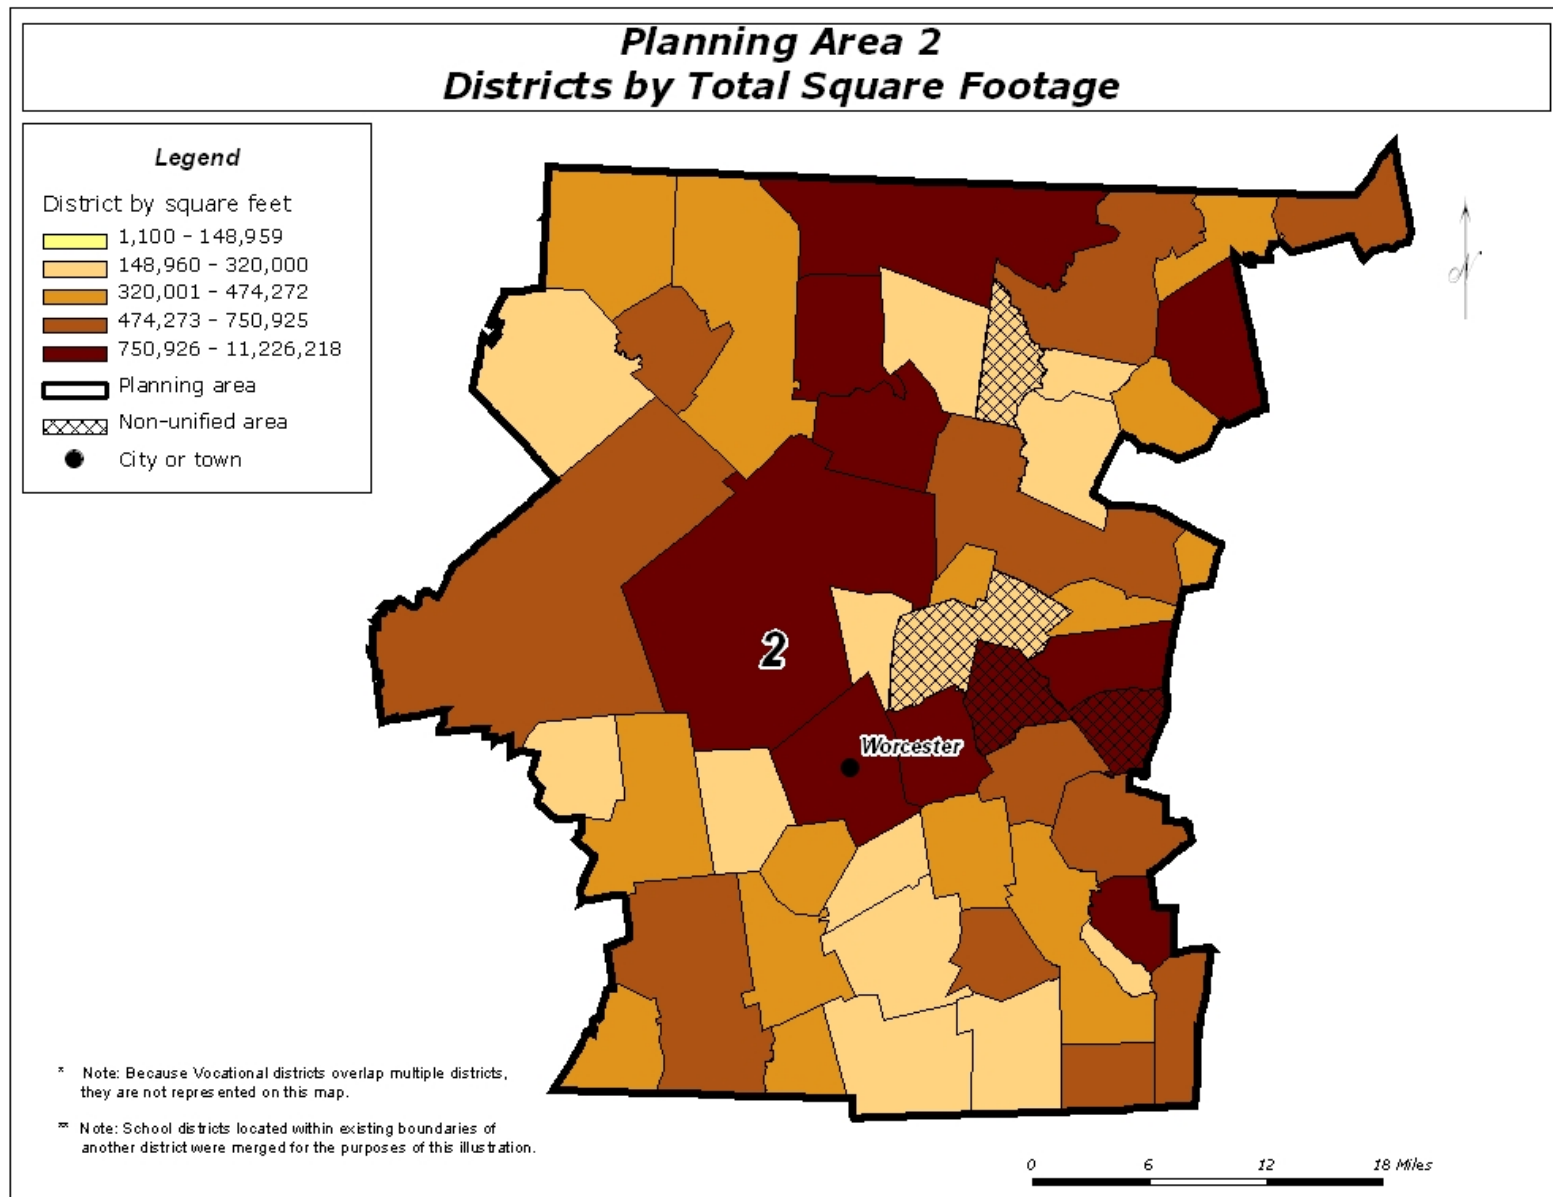 Planning Area 2
Districts by Total Square Footage
Legend
District by square feet
1,100 - 148,959
148,960 - 320,000
320,001 - 474,272
474,273 - 750,925
750,926 - 11,226,218
Planning area
Non-unified area
City or town
N
2
Worcester
* Note: Because Vocational districts overlap multiple districts,
they are not represented on this map.
** Note: School districts located within existing boundaries of
another district were merged for the purposes of this illustration.
0 6 12 18 Miles